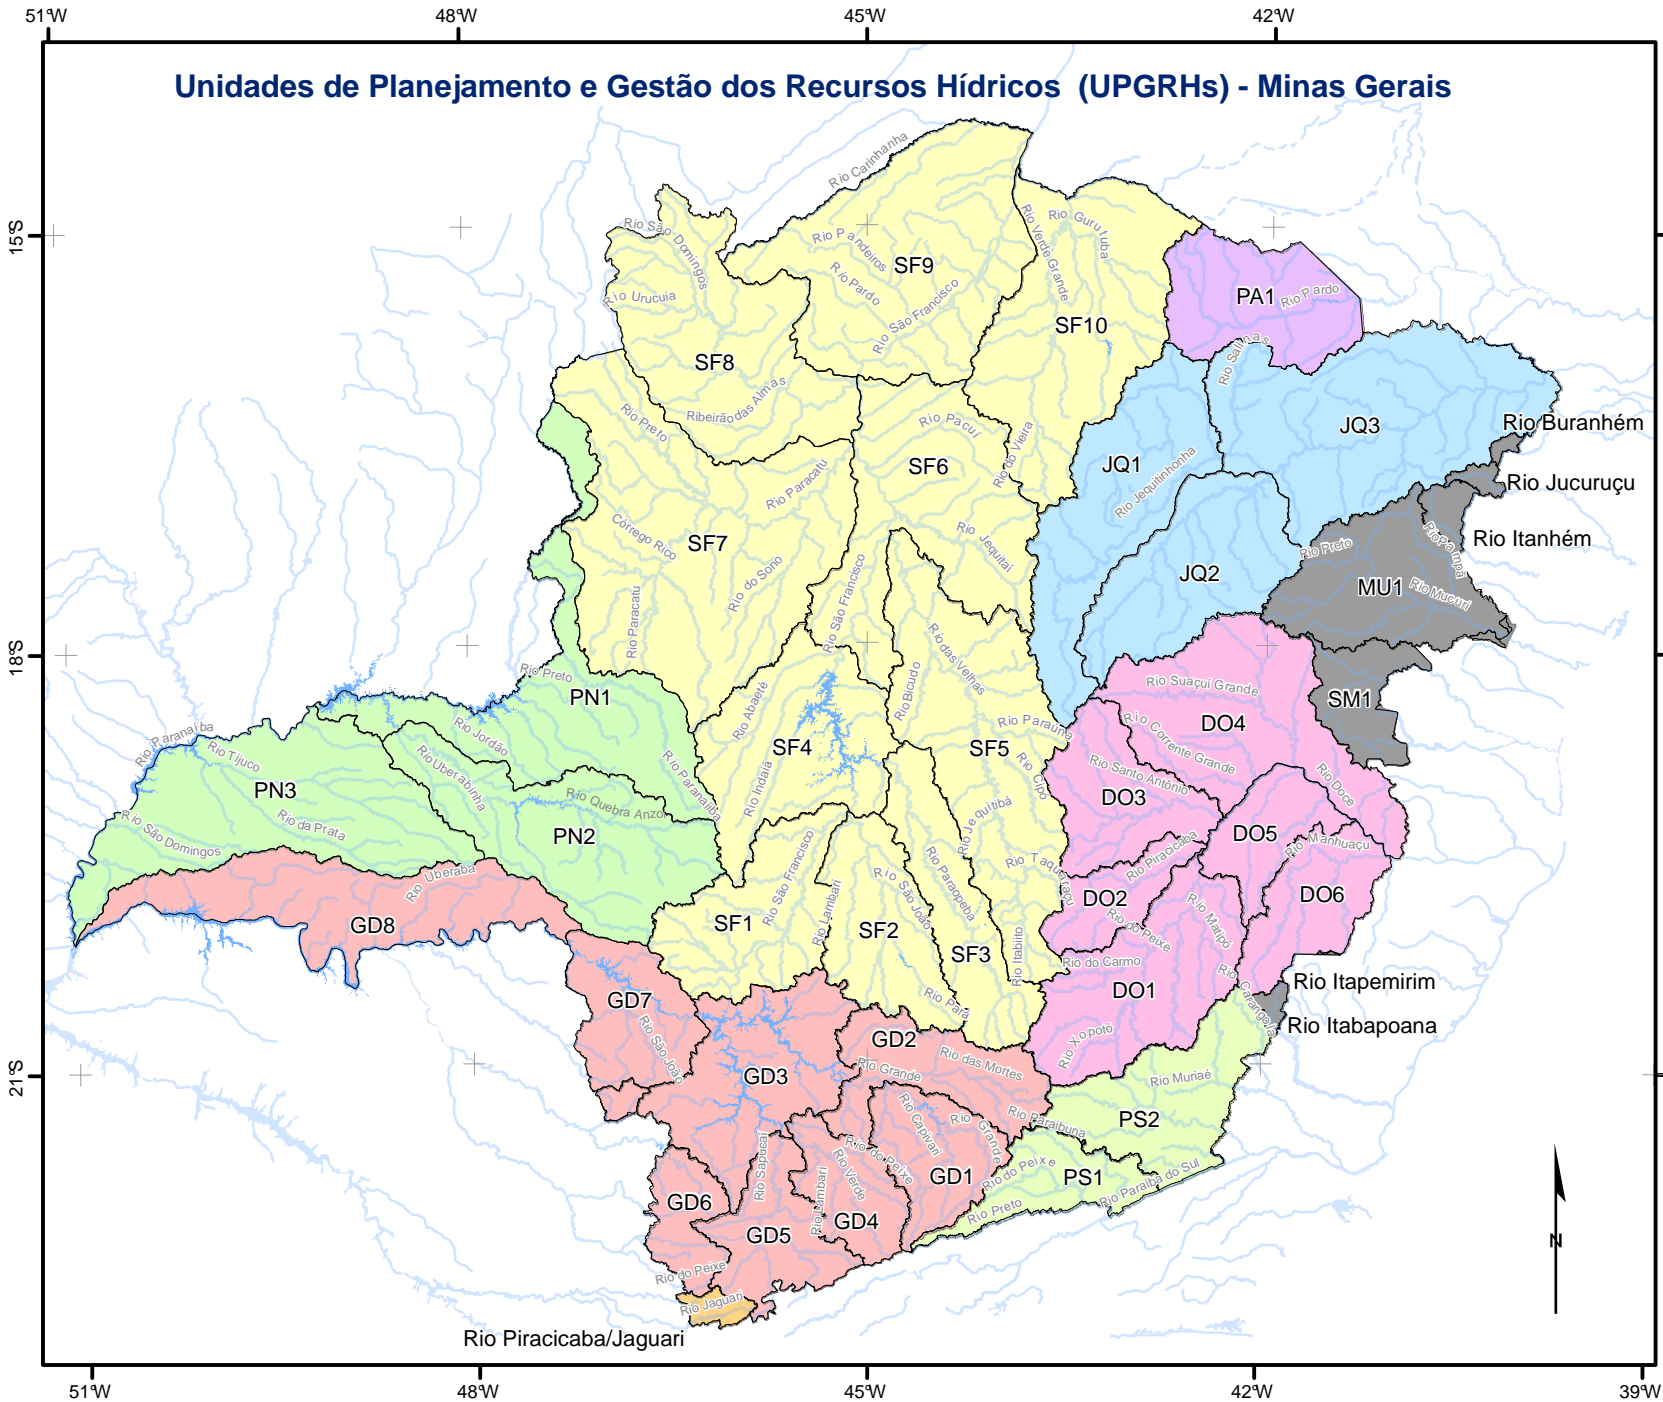 51°W 48°W 45°W 42°W
Unidades de Planejamento e Gestão dos Recursos Hídricos (UPGRHs) - Minas Gerais
Rio Carinhanha
15°S
Rio São Domingos
Rio Pandeiros
SF9
Rio Verde Grande
Rio Gurutuba
Rio Urucuia
Rio Pardo
Rio São Francisco
SF10
PA1
Rio Pardo
SF8
Rio Salinas
Ribeirão das Almas
Rio Preto
Rio Pacuí
Rio do Vieira
JQ3
Rio Buranhém
SF6
JQ1
Rio Jequitinhonha
Rio Paracatu
Rio Jucuruçu
Córrego Rico
SF7
Rio Jequitaí
Rio Preto
Rio Pampã
Rio Itanhém
Rio do Sono
JQ2
MU1
Rio Mucuri
Rio Paracatu
Rio São Francisco
18°S
Rio das Velhas
Rio Preto
PN1
Rio Bicudo
Rio Suaçuí Grande
SM1
Rio Abaeté
Rio Paranaíba
Rio Tijuco
Rio Jordão
SF4
SF5
Rio Parauna
Rio Corrente Grande
DO4
Rio Uberabinha
Rio Paranaiba
Rio Indaiá
Rio Cipó
Rio Santo Antônio
Rio Doce
PN3
Rio Quebra Anzol
DO3
Rio São Domingos
Rio da Prata
PN2
Rio Jequitibá
DO5
Rio Manhuaçu
Rio Piracicaba
Rio Uberaba
Rio São Francisco
Rio Lambari
Rio São João
Rio Paraopeba
Rio Taquaraçu
DO2
DO6
GD8
SF1
SF2
Rio do Peixe
Rio Matipó
SF3
Rio Itabirito
Rio do Carmo
Rio Itapemirim
GD7
Rio Pará
DO1
Rio Carangola
Rio Itabapoana
Rio São João
GD2
Rio Xopotó
Rio das Mortes
21°S
GD3
Rio Grande
Rio Muriaé
Rio Capivari
Rio Grande
Rio Paraibuna
PS2
Rio Sapucaí
Rio do Peixe
Rio Verde
Rio Lambari
GD1
Rio do Peixe
PS1
Rio Paraíba do Sul
GD6
GD4
Rio Preto
GD5
N
Rio do Peixe
Rio Jaguari
Rio Piracicaba/Jaguari
51°W 48°W 45°W 42°W 39°W